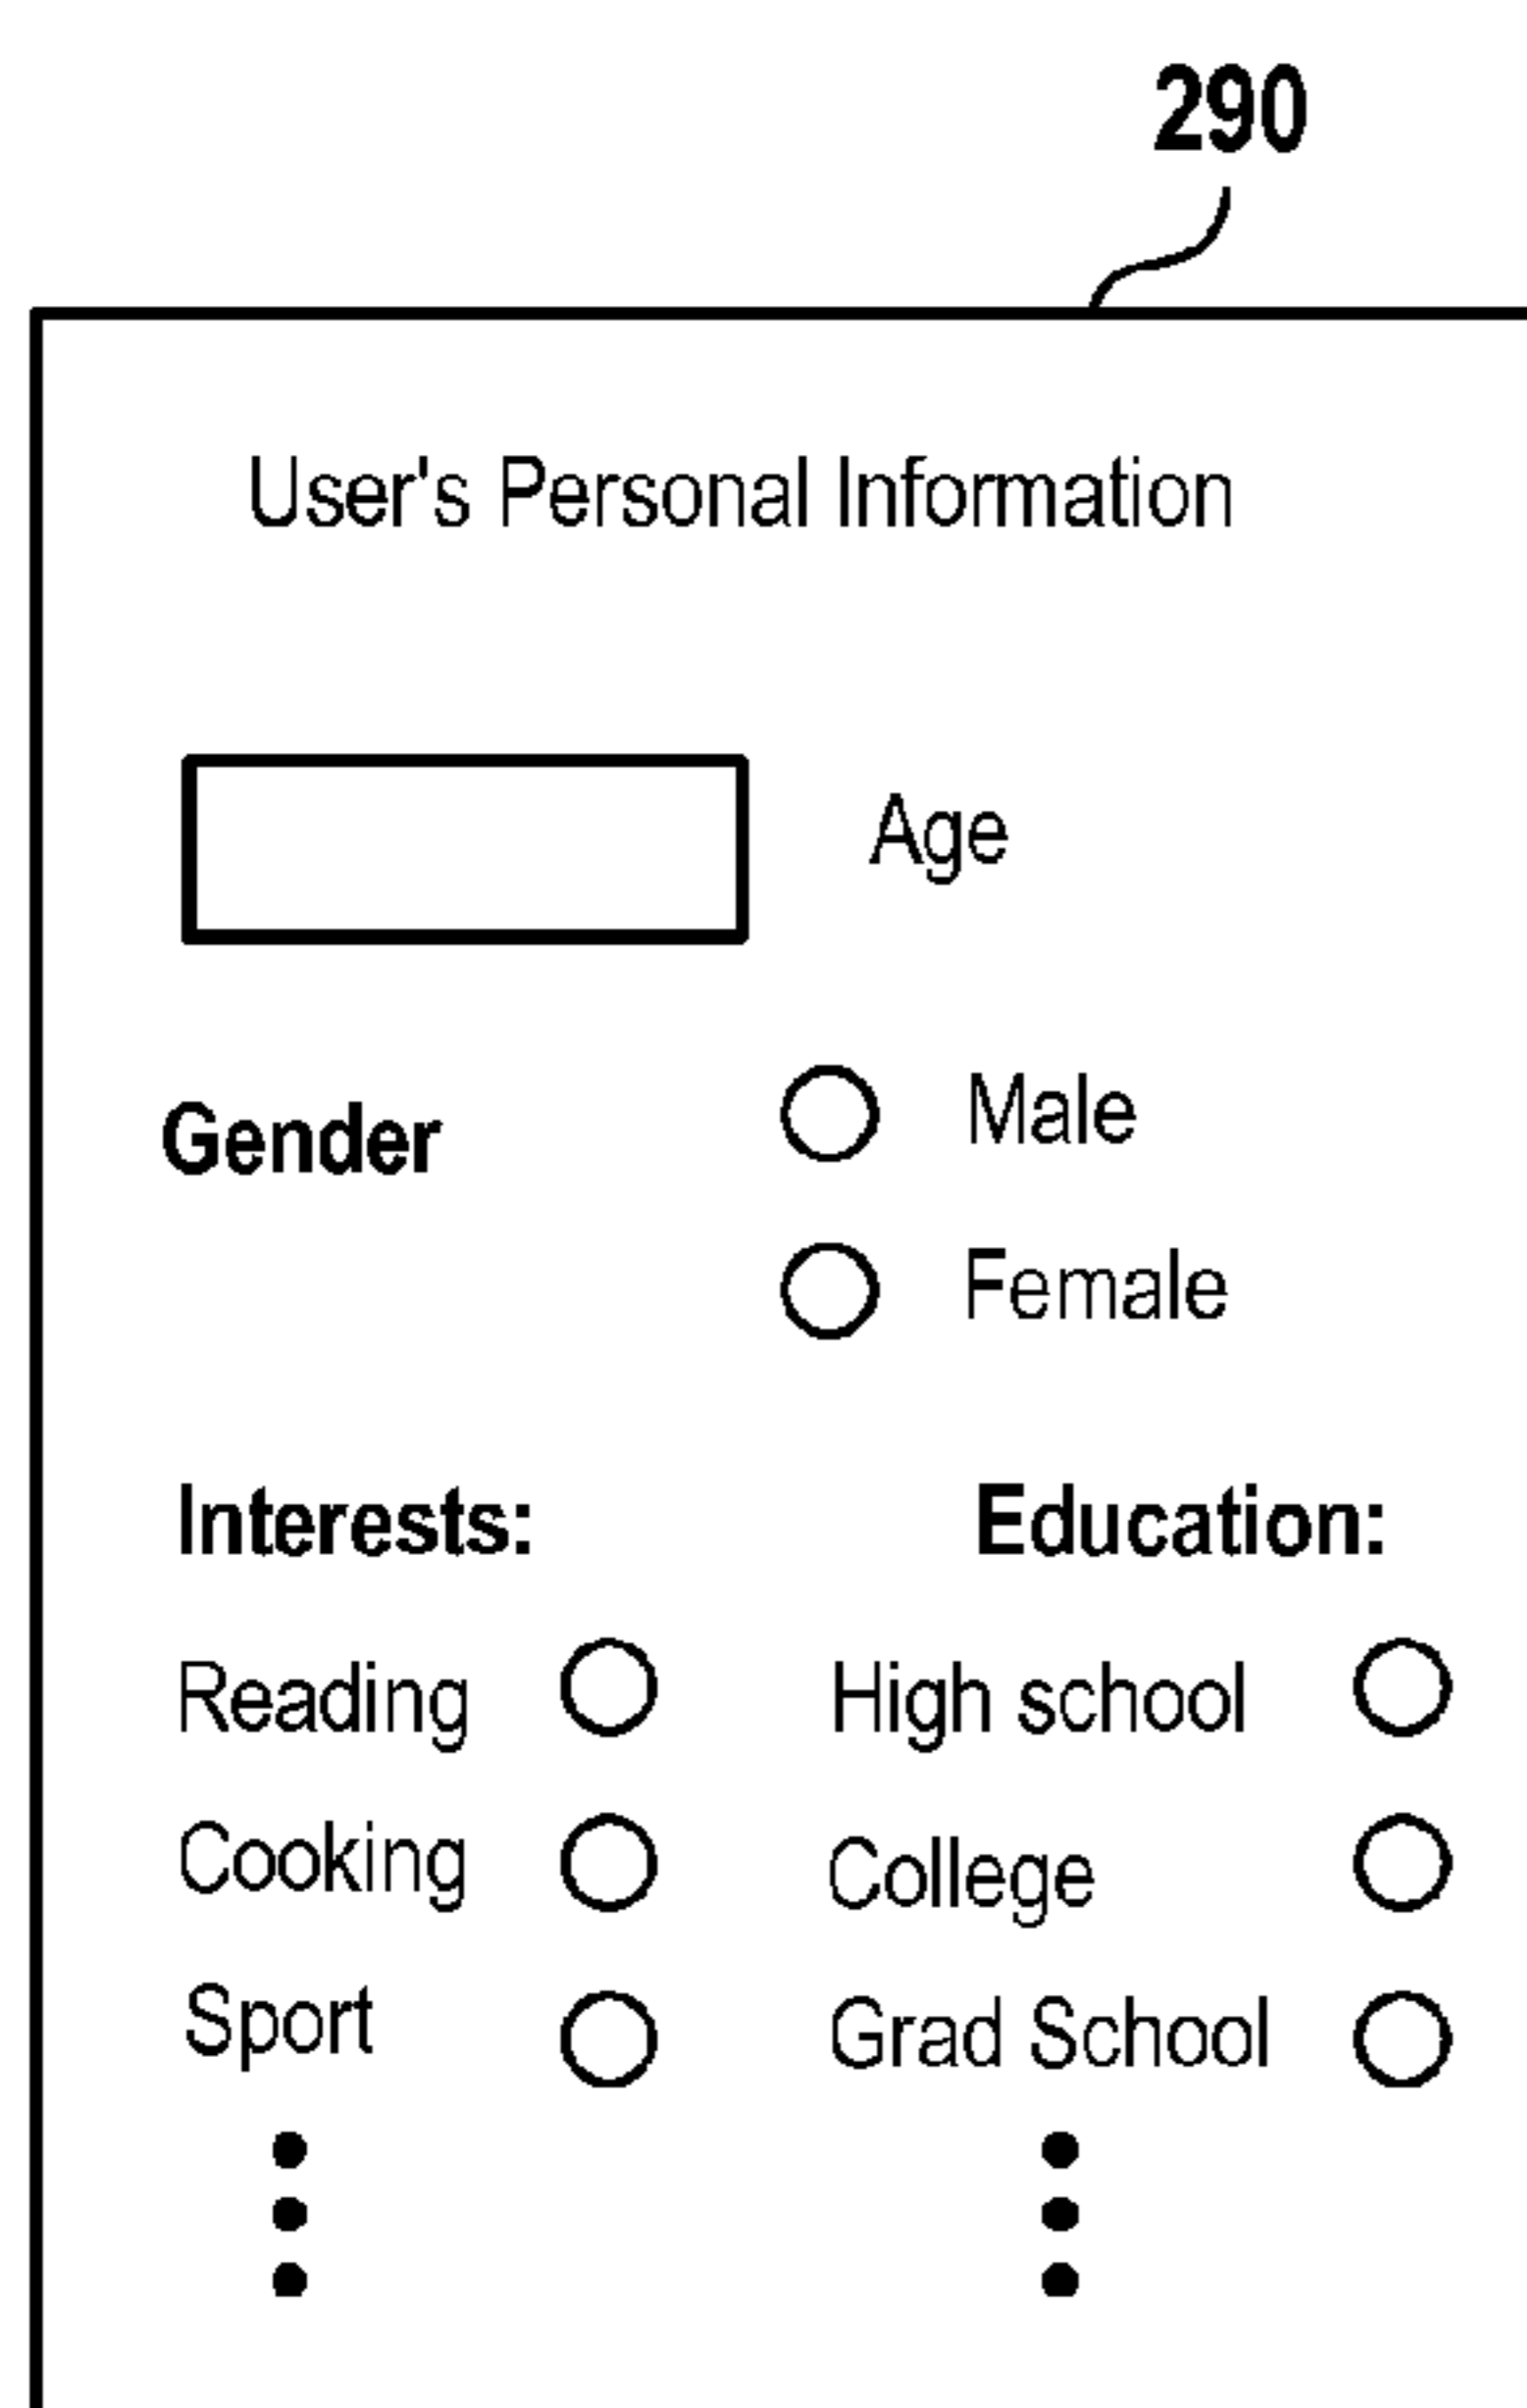 290
User's Personal Information
Age
Gender
Male
Female
Interests:
Education:
Reading
High school
Cooking
College
Sport
Grad School